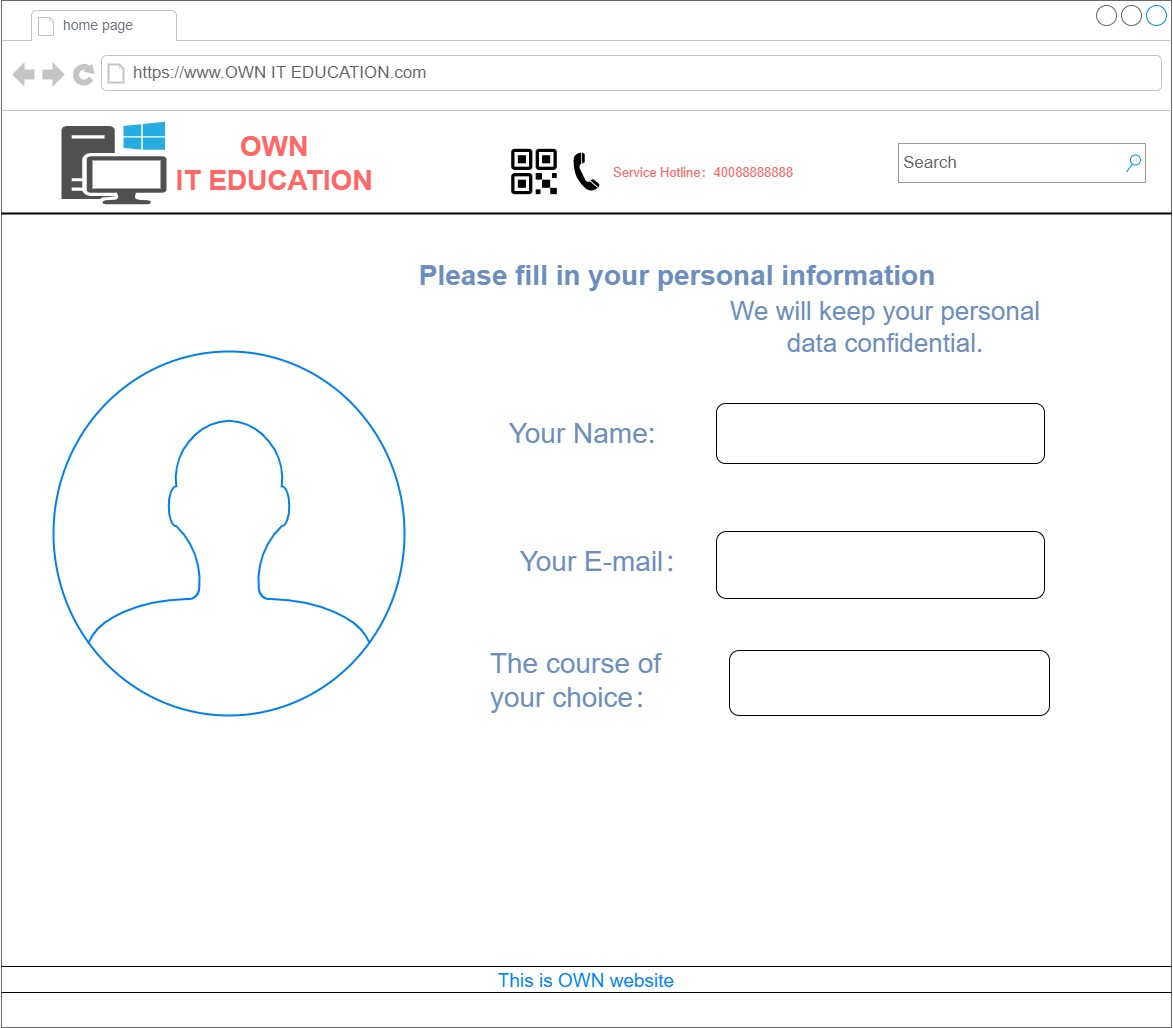 home page
https://www.OWN IT EDUCATION.com
OWN
IT EDUCATION
Service Hotline：40088888888
Search
Please fill in your personal information
We will keep your personal
data confidential.
Your Name:
Your E-mail：
The course of
your choice：
This is OWN website